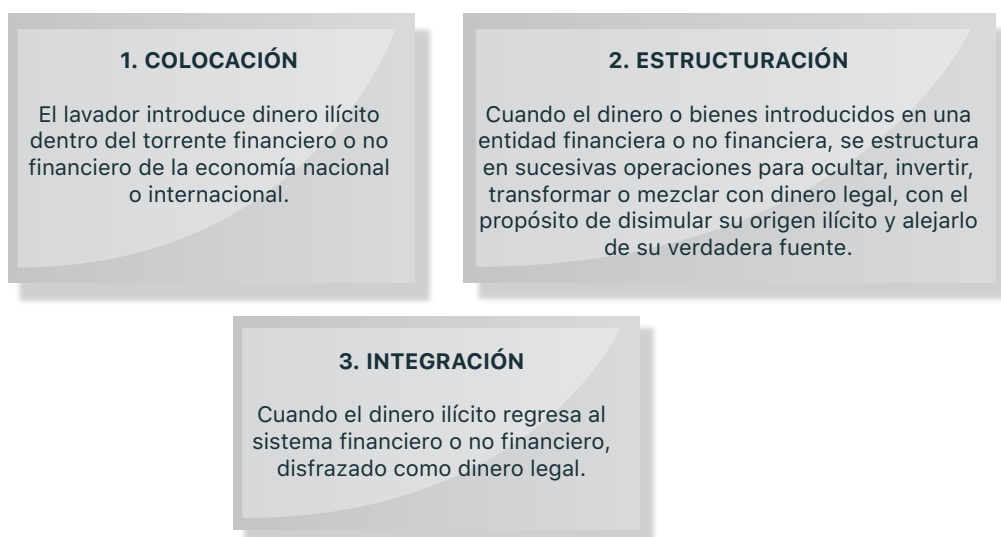 1. COLOCACIÓN
El lavador introduce dinero ilícito
dentro del torrente financiero o no
financiero de la economía nacional
o internacional.
2. ESTRUCTURACIÓN
Cuando el dinero o bienes introducidos en una
entidad financiera o no financiera, se estructura
en sucesivas operaciones para ocultar, invertir,
transformar o mezclar con dinero legal, con el
propósito de disimular su origen ilícito y alejarlo
de su verdadera fuente.
3. INTEGRACIÓN
Cuando el dinero ilícito regresa al
sistema financiero o no financiero,
disfrazado como dinero legal.